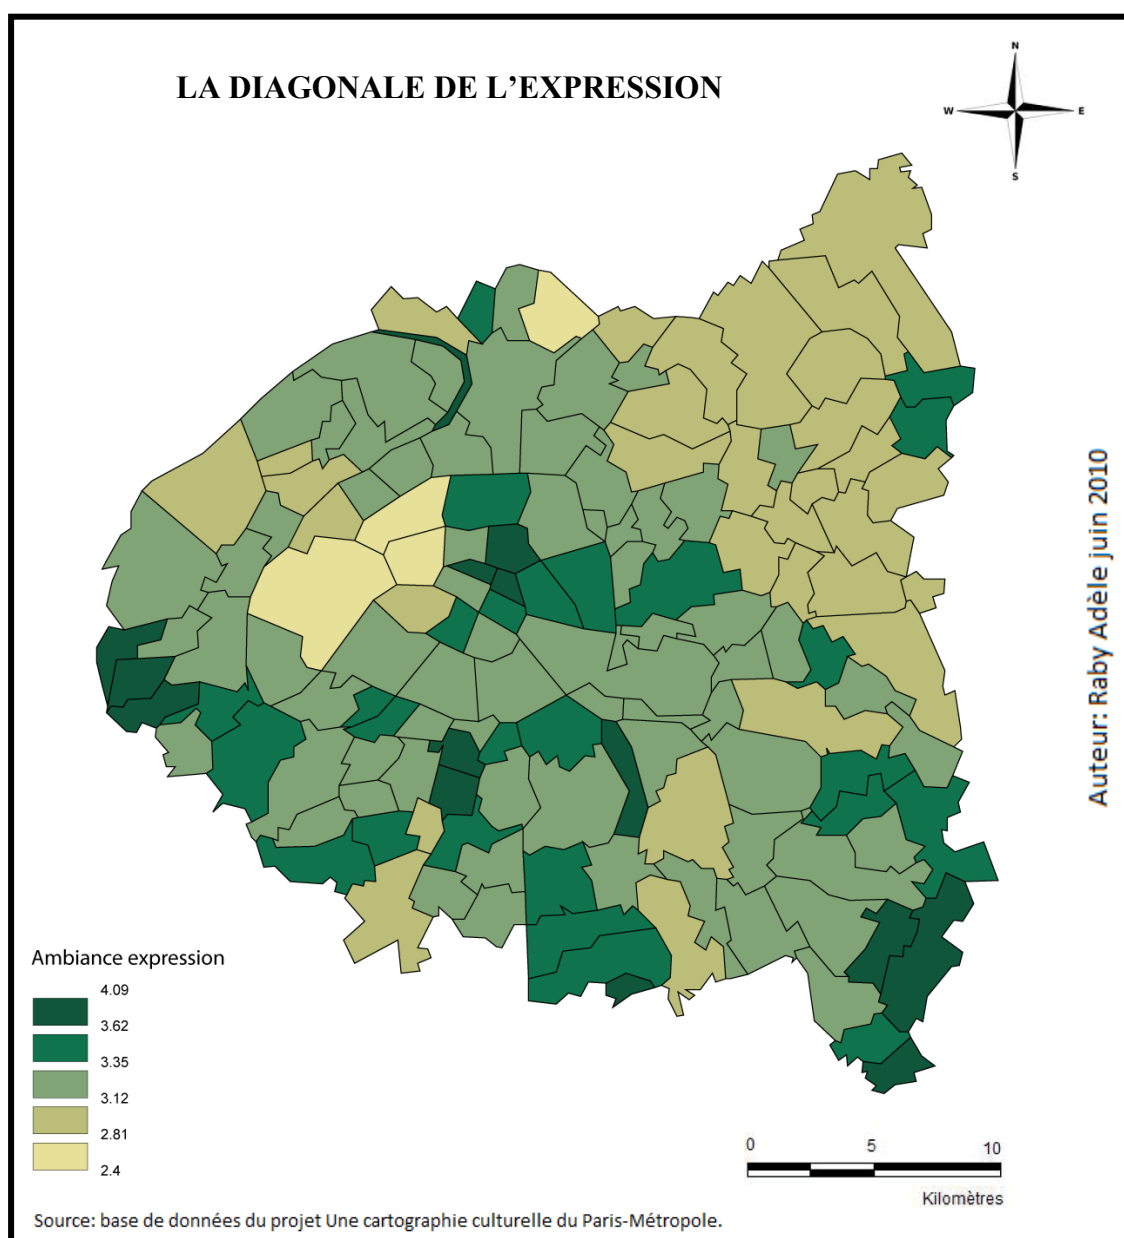 LA DIAGONALE DE L'EXPRESSION
N
W
E
S
Auteur: Raby Adèle juin 2010
Ambiance expression
4.09
3.62
3.35
3.12
2.81
2.4
0 5 10
Kilomètres
Source: base de données du projet Une cartographie culturelle du Paris-Métropole.